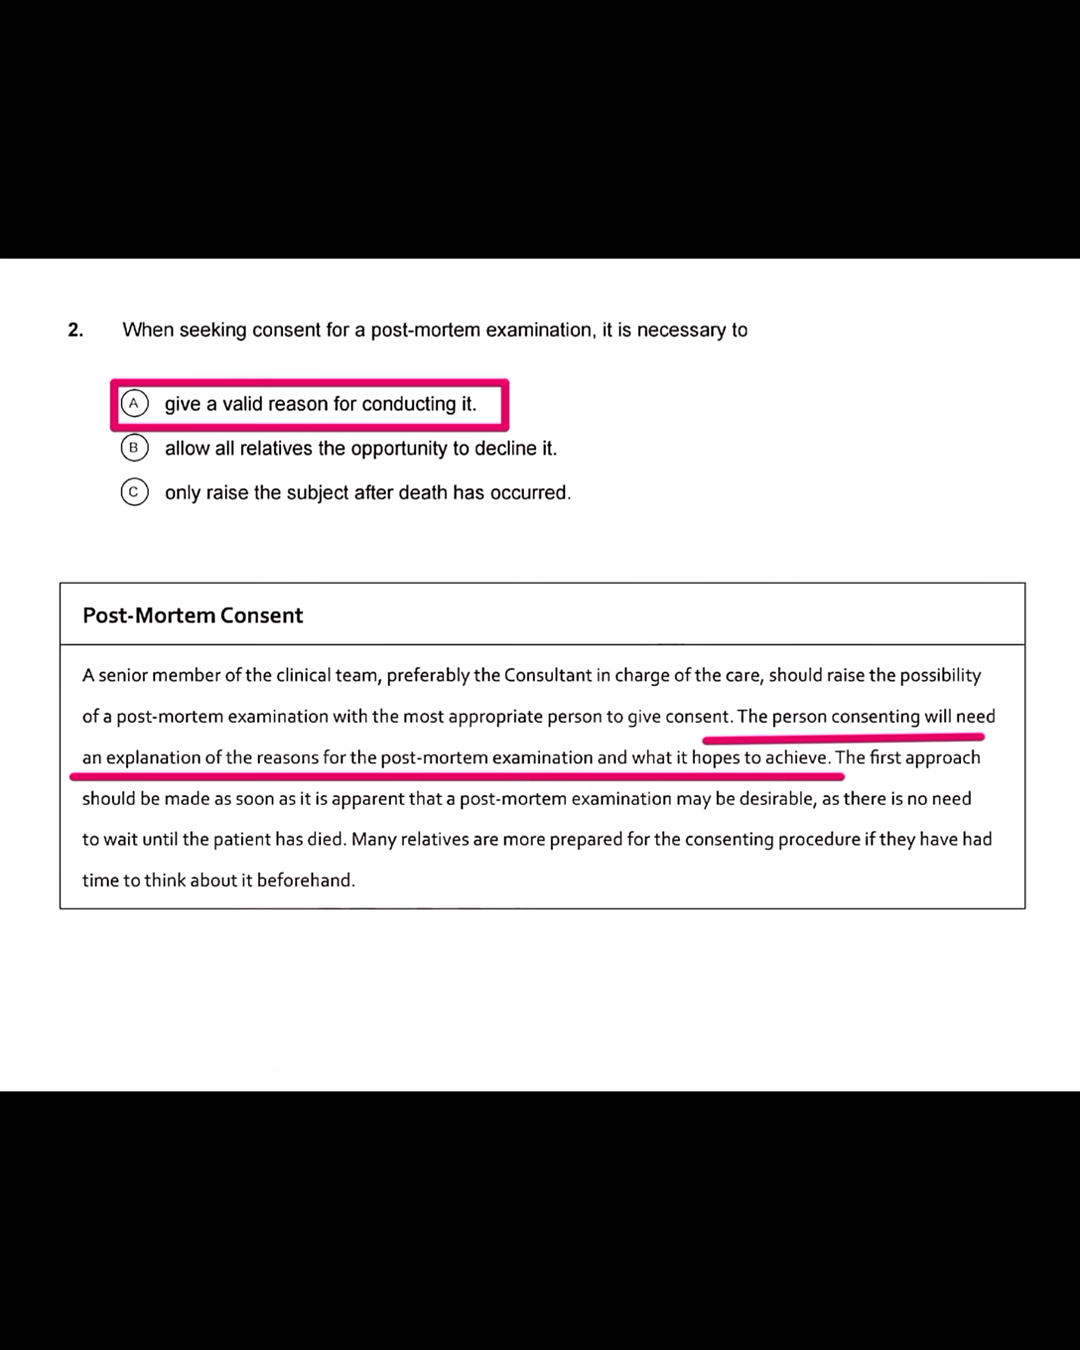 2. When seeking consent for a post-mortem examination, it is necessary to
A give a valid reason for conducting it.
B allow all relatives the opportunity to decline it.
C only raise the subject after death has occurred.
Post-Mortem Consent
A senior member of the clinical team, preferably the Consultant in charge of the care, should raise the possibility
of a post-mortem examination with the most appropriate person to give consent. The person consenting will need
an explanation of the reasons for the post-mortem examination and what it hopes to achieve. The first approach
should be made as soon as it is apparent that a post-mortem examination may be desirable, as there is no need
to wait until the patient has died. Many relatives are more prepared for the consenting procedure if they have had
time to think about it beforehand.